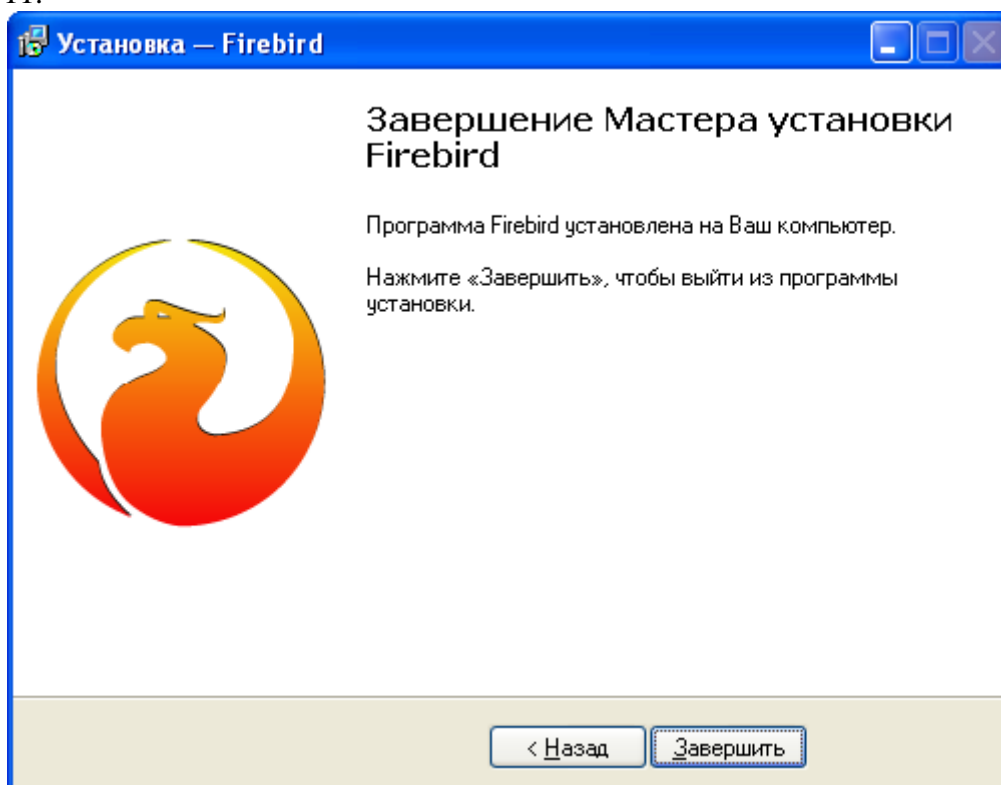 Установка — Firebird
Завершение Мастера установки
Firebird
Программа Firebird установлена на Ваш компьютер.
Нажмите «Завершить», чтобы выйти из программы
установки.
< Назад
Завершить